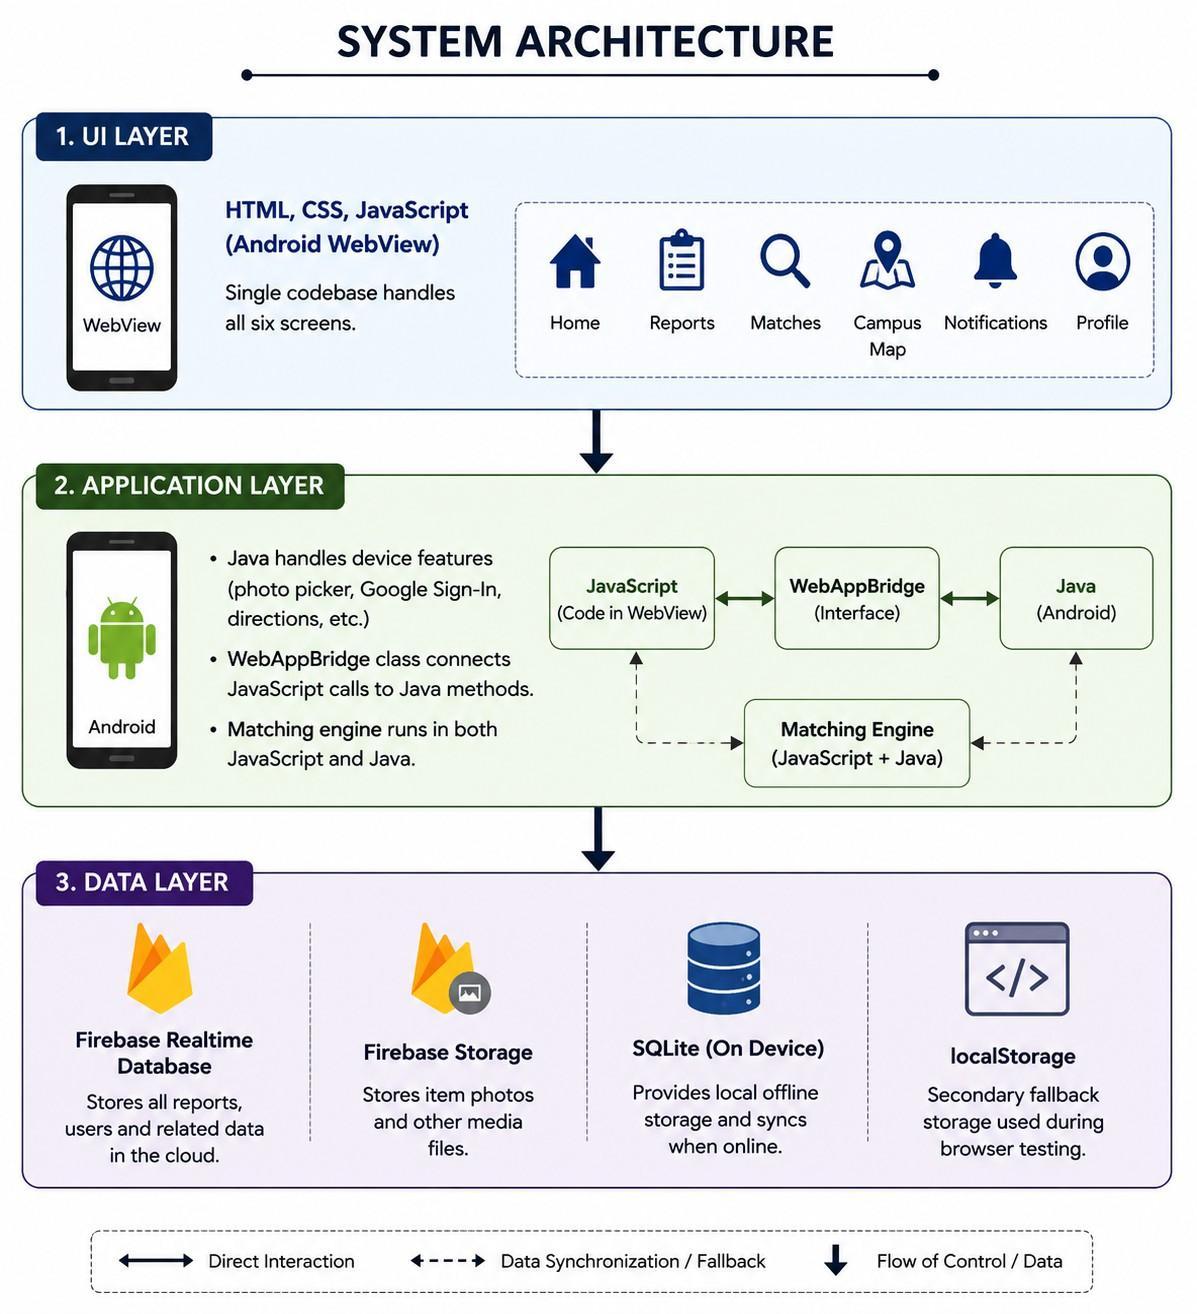 SYSTEM ARCHITECTURE
1. UI LAYER
WebView
HTML, CSS, JavaScript
(Android WebView)
Single codebase handles
all six screens.
Home
Reports
Matches
Campus
Map
Notifications
Profile
2. APPLICATION LAYER
Android
• Java handles device features
(photo picker, Google Sign-In,
directions, etc.)
• WebAppBridge class connects
JavaScript calls to Java methods.
• Matching engine runs in both
JavaScript and Java.
JavaScript
(Code in WebView)
WebAppBridge
(Interface)
Java
(Android)
Matching Engine
(JavaScript + Java)
3. DATA LAYER
Firebase Realtime
Database
Stores all reports,
users and related data
in the cloud.
Firebase Storage
Stores item photos
and other media
files.
SQLite (On Device)
Provides local offline
storage and syncs
when online.
</>
localStorage
Secondary fallback
storage used during
browser testing.
Direct Interaction
Data Synchronization / Fallback
Flow of Control / Data